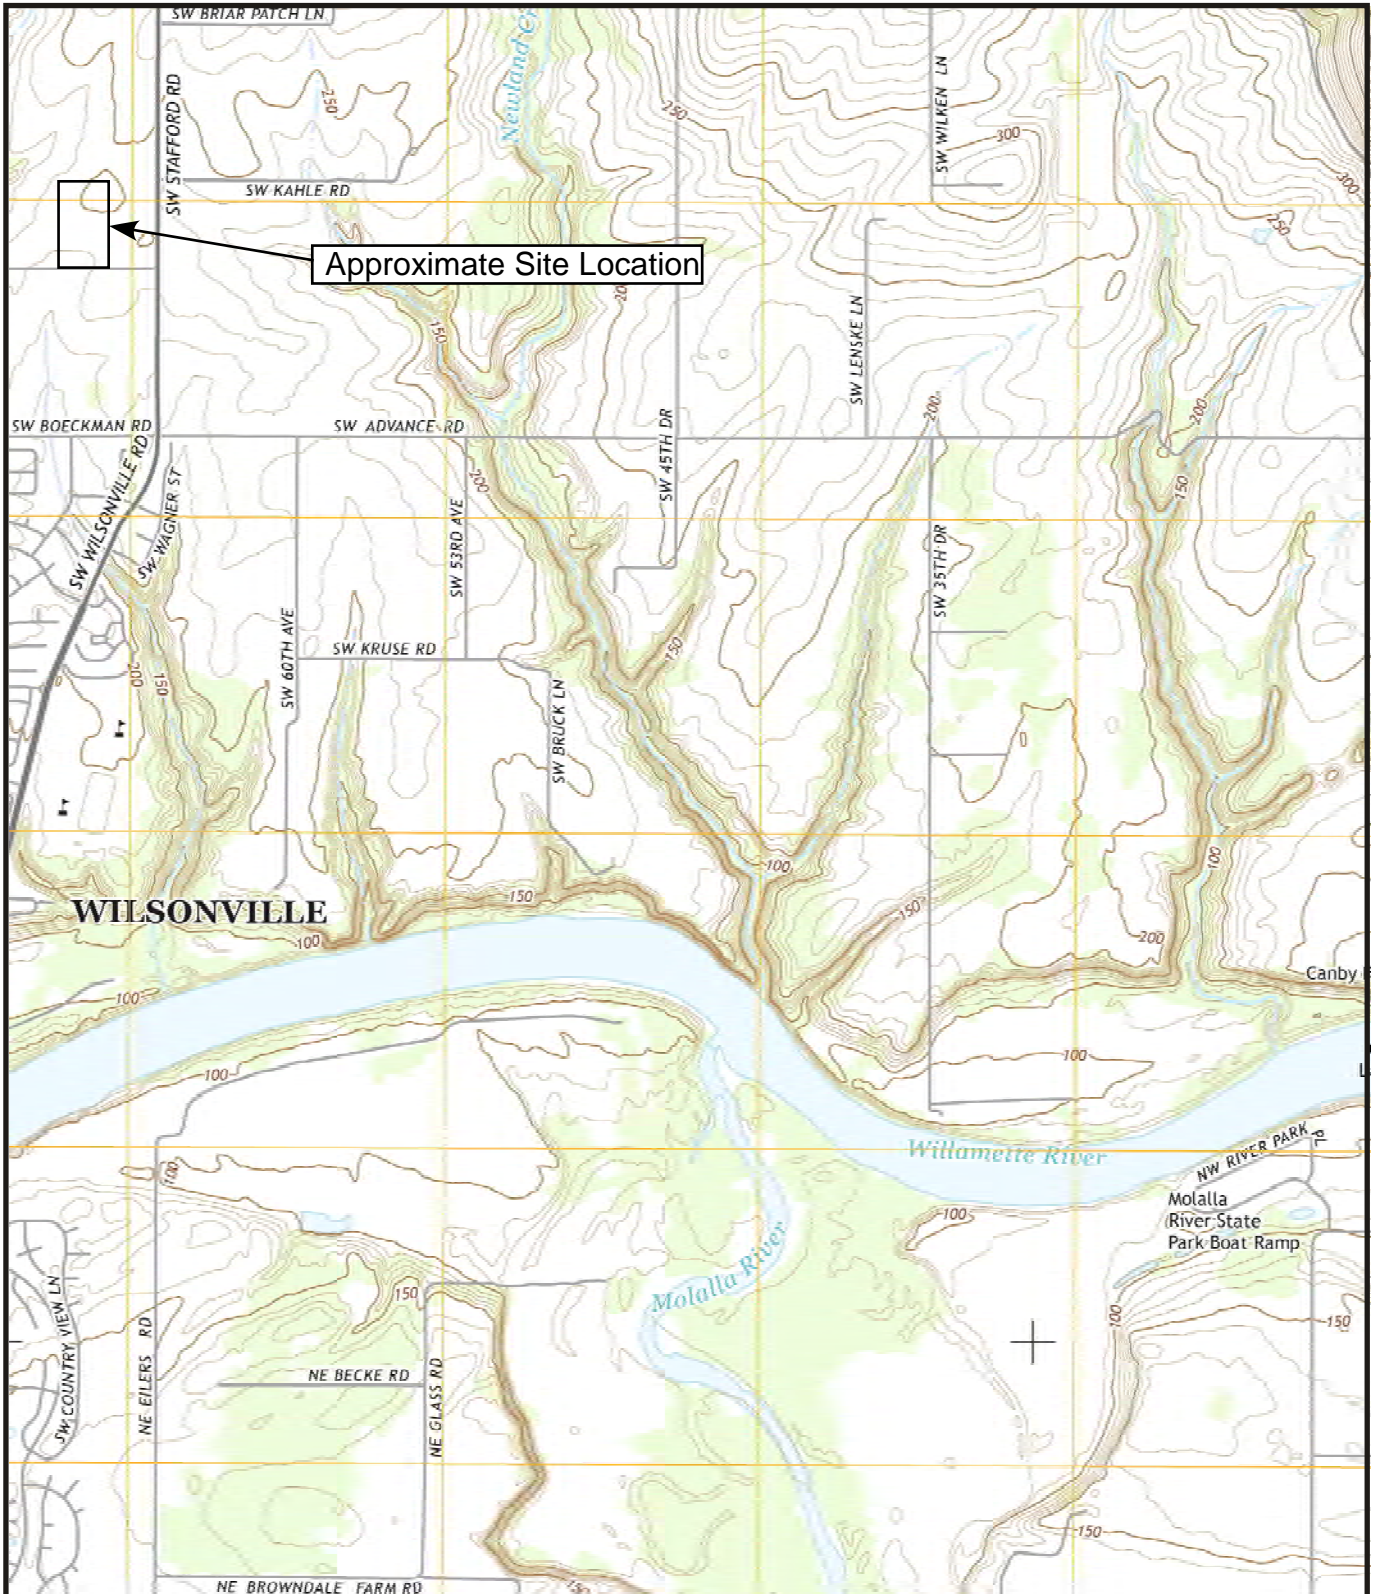 SW BRIAR PATCH LN
Newland Cr
SW STAFFORD RD
250
250
SW WILKEN LN
300
300
SW KAHLE RD
250
Approximate Site Location
150
SW LENSKE LN
200
200
SW BOECKMAN RD
SW ADVANCE RD
SW 45TH DR
SW WILSONVILLE RD
SW WAGNER ST
200
150
SW 53RD AVE
SW 35TH DR
SW 60TH AVE
SW KRUSE RD
150
200
150
SW BRUCK LN
100
100
150
150
WILSONVILLE
100
200
Canby
100
100
100
Willamette River
NW RIVER PARK PL
100
Molalla
River State
Park Boat Ramp
100
Molalla River
150
SW COUNTRY VIEW LN
NE EILERS RD
100
150
NE BECKE RD
NE GLASS RD
150
NE BROWNDALE FARM RD
150